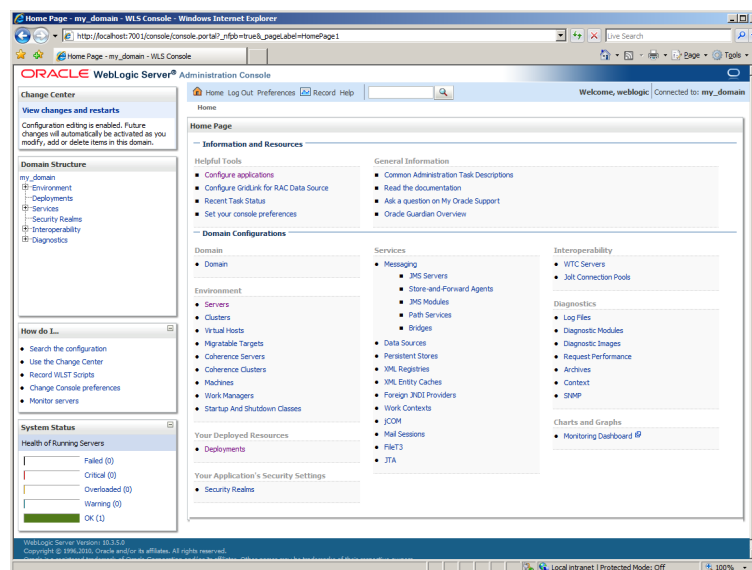 Home Page - my_domain - WLS Console - Windows Internet Explorer
http://localhost:7001/console/console.portal?_nfpb=true&_pageLabel=HomePage1
Live Search
Home Page - my_domain - WLS Console
Page
Tools
ORACLE WebLogic Server® Administration Console
Change Center
View changes and restarts
Configuration editing is enabled. Future changes will automatically be activated as you modify, add or delete items in this domain.
Domain Structure
my_domain
Environment
Deployments
Services
Security Realms
Interoperability
Diagnostics
How do I...
Search the configuration
Use the Change Center
Record WLST Scripts
Change Console preferences
Monitor servers
System Status
Health of Running Servers
Failed (0)
Critical (0)
Overloaded (0)
Warning (0)
OK (1)
Home Log Out Preferences Record Help
Welcome, weblogic
Connected to: my_domain
Home
Home Page
Information and Resources
Helpful Tools
Configure applications
Configure GridLink for RAC Data Source
Recent Task Status
Set your console preferences
General Information
Common Administration Task Descriptions
Read the documentation
Ask a question on My Oracle Support
Oracle Guardian Overview
Domain Configurations
Domain
Domain
Environment
Servers
Clusters
Virtual Hosts
Migratable Targets
Coherence Servers
Coherence Clusters
Machines
Work Managers
Startup And Shutdown Classes
Your Deployed Resources
Deployments
Your Application's Security Settings
Security Realms
Services
Messaging
JMS Servers
Store-and-Forward Agents
JMS Modules
Path Services
Bridges
Data Sources
Persistent Stores
XML Registries
XML Entity Caches
Foreign JNDI Providers
Work Contexts
jCOM
Mail Sessions
FileT3
JTA
Interoperability
WTC Servers
Jolt Connection Pools
Diagnostics
Log Files
Diagnostic Modules
Diagnostic Images
Request Performance
Archives
Context
SNMP
Charts and Graphs
Monitoring Dashboard
WebLogic Server Version: 10.3.5.0
Copyright © 1996,2010. Oracle and/or its affiliates. All rights reserved.
Local intranet | Protected Mode: Off
100%